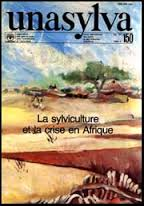 unasylva
150
La sylviculture
et la crise en Afrique